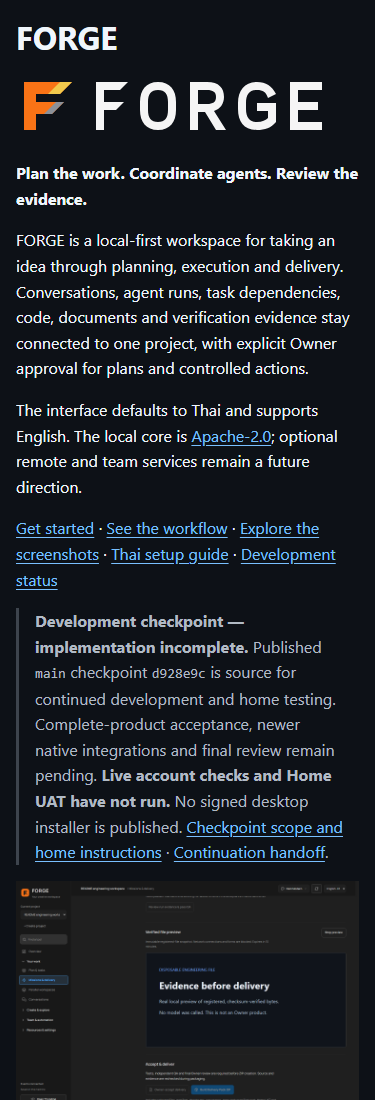 FORGE
FORGE
Plan the work. Coordinate agents. Review the
evidence.
FORGE is a local-first workspace for taking an
idea through planning, execution and delivery.
Conversations, agent runs, task dependencies,
code, documents and verification evidence stay
connected to one project, with explicit Owner
approval for plans and controlled actions.
The interface defaults to Thai and supports
English. The local core is Apache-2.0; optional
remote and team services remain a future
direction.
Get started · See the workflow · Explore the
screenshots · Thai setup guide · Development
status
Development checkpoint —
implementation incomplete. Published
main checkpoint d928e9c is source for
continued development and home testing.
Complete-product acceptance, newer
native integrations and final review remain
pending. Live account checks and Home
UAT have not run. No signed desktop
installer is published. Checkpoint scope and
home instructions · Continuation handoff.
FORGE
Verified file preview
Evidence before delivery
Real local preview of registered, checksum-verified bytes.
No model was called. This is not an Owner product.
Accept & deliver